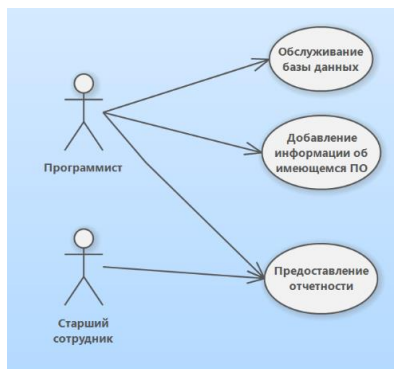 Обслуживание
базы данных
Добавление
информации об
имеющемся ПО
Программист
Предоставление
отчетности
Старший
сотрудник